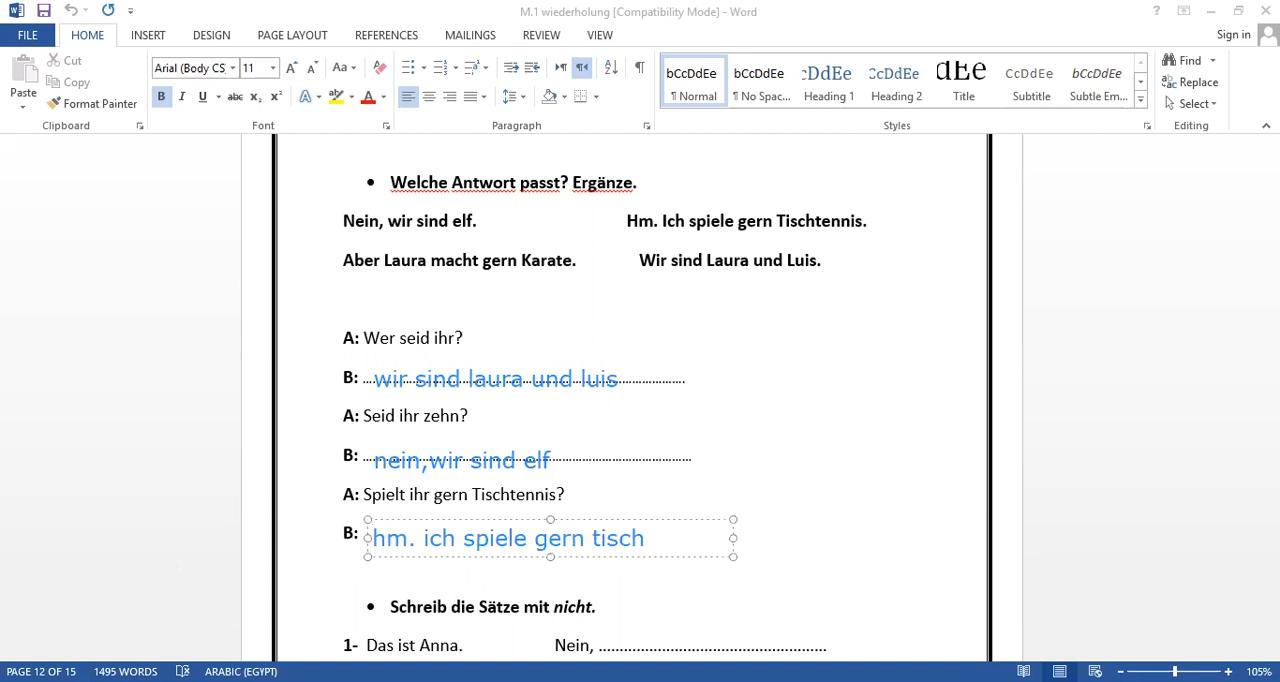 M.1 wiederholung [Compatibility Mode] - Word
FILE HOME INSERT DESIGN PAGE LAYOUT REFERENCES MAILINGS REVIEW VIEW Sign in
Paste
Cut
Copy
Format Painter
Clipboard
Arial (Body CS 11
Font
Paragraph
bCcDdEe bCcDdEe cDdEe cCcDdEe dEe CcDdEe bCcDdEe
¶ Normal ¶ No Spac... Heading 1 Heading 2 Title Subtitle Subtle Em...
Styles
Find
Replace
Select
Editing
• Welche Antwort passt? Ergänze.
Nein, wir sind elf. Hm. Ich spiele gern Tischtennis.
Aber Laura macht gern Karate. Wir sind Laura und Luis.
A: Wer seid ihr?
B: wir sind laura und luis
A: Seid ihr zehn?
B: nein,wir sind elf
A: Spielt ihr gern Tischtennis?
B: hm. ich spiele gern tisch
• Schreib die Sätze mit nicht.
1- Das ist Anna. Nein, ....................................................
PAGE 12 OF 15 1495 WORDS ARABIC (EGYPT) 105%